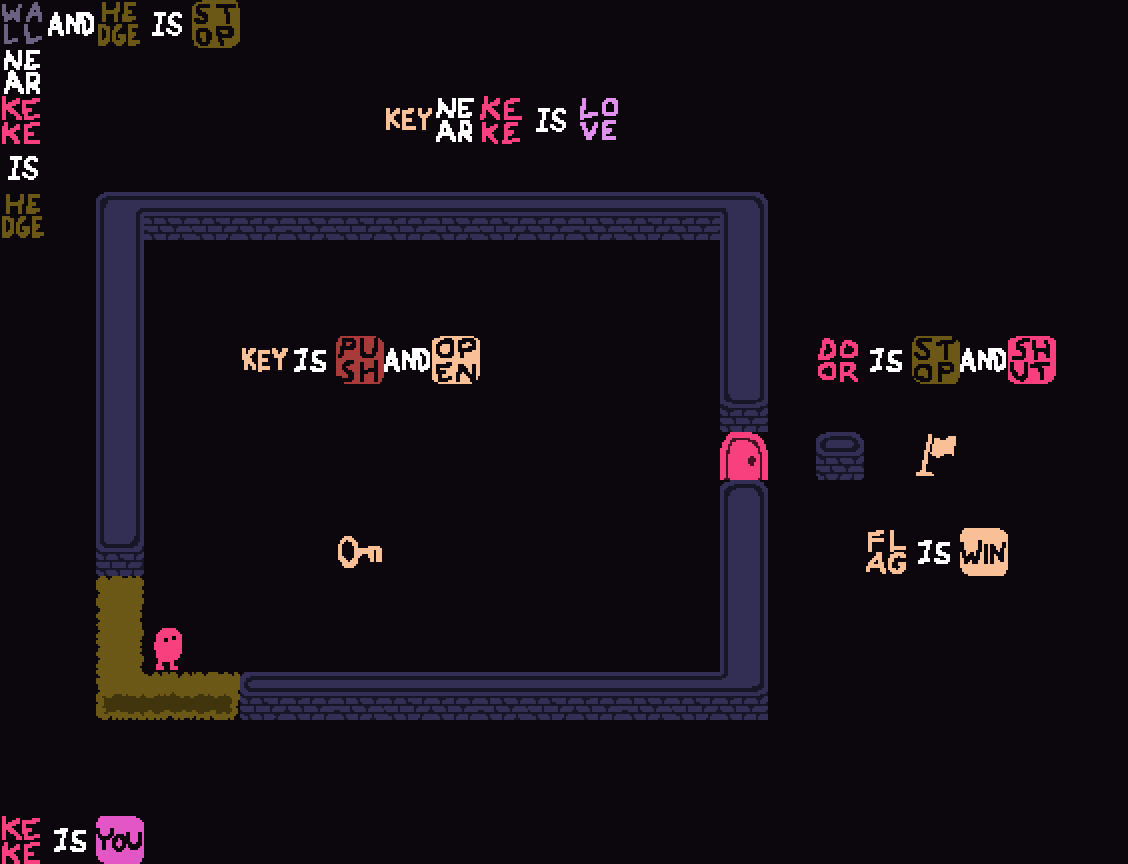 WALL AND HEDGE IS STOP
NEAR
KEKE
IS
HEDGE
KEY NEAR KEKE IS LOVE
KEY IS PUSH AND OPEN
DOOR IS STOP AND SHUT
FLAG IS WIN
KEKE IS YOU